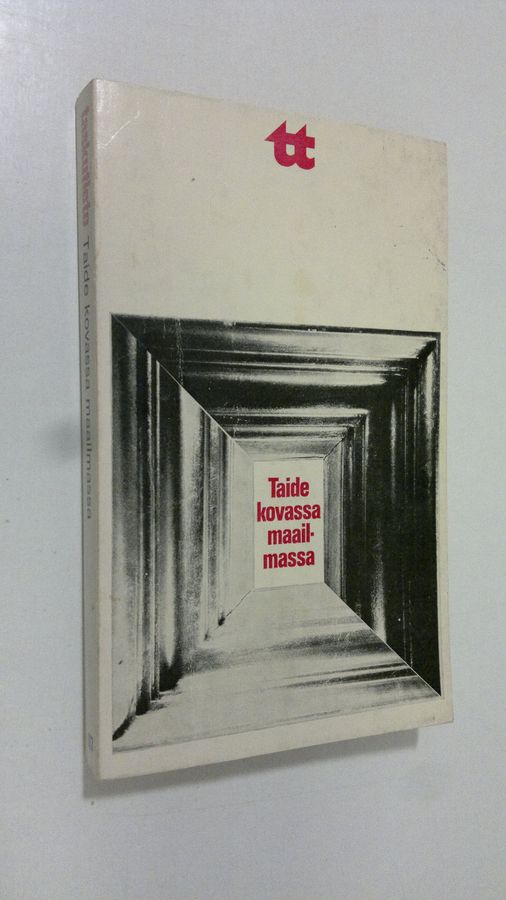 tt
Taide
kovassa
maail-
massa
Taide kovassa maailmassa